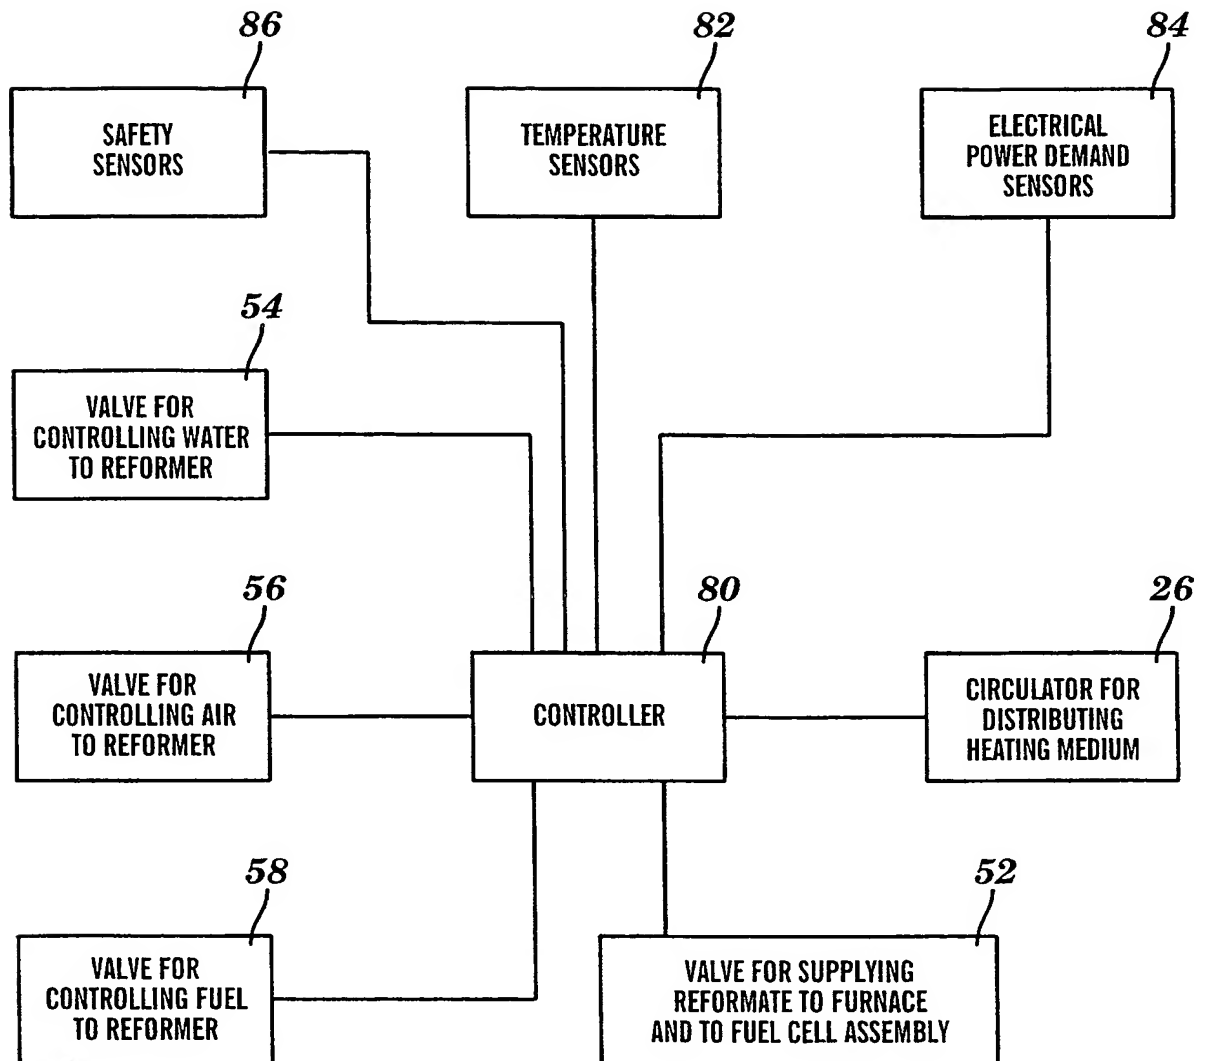 86
82
84
SAFETY
SENSORS
TEMPERATURE
SENSORS
ELECTRICAL
POWER DEMAND
SENSORS
54
VALVE FOR
CONTROLLING WATER
TO REFORMER
56
80
26
VALVE FOR
CONTROLLING AIR
TO REFORMER
CONTROLLER
CIRCULATOR FOR
DISTRIBUTING
HEATING MEDIUM
58
52
VALVE FOR
CONTROLLING FUEL
TO REFORMER
VALVE FOR SUPPLYING
REFORMATE TO FURNACE
AND TO FUEL CELL ASSEMBLY